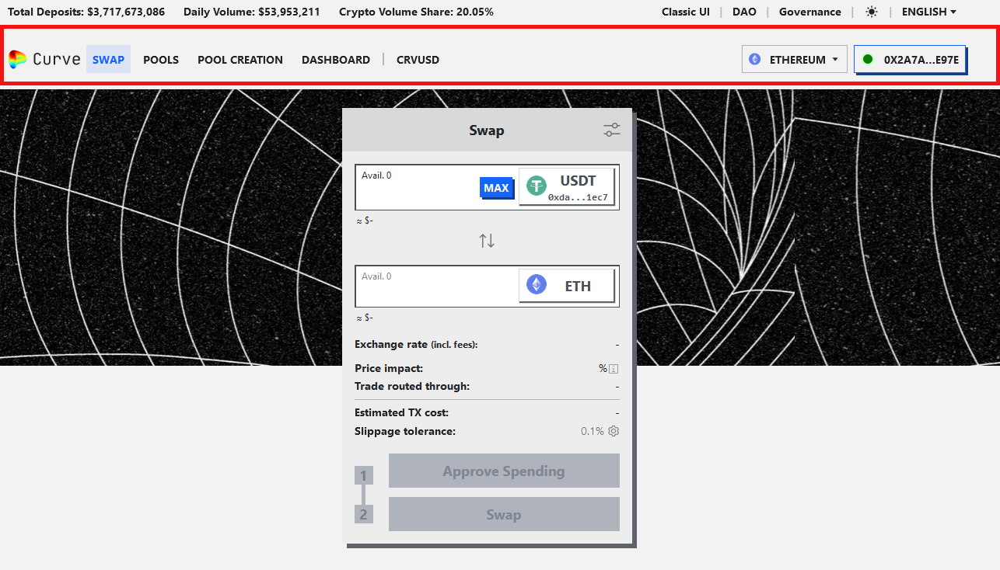 Total Deposits: $3,717,673,086 Daily Volume: $53,953,211 Crypto Volume Share: 20.05% Classic UI | DAO | Governance | | ENGLISH
Curve SWAP POOLS POOL CREATION DASHBOARD | CRVUSD ETHEREUM 0X2A7A...E97E
Swap
Avail. 0
MAX
USDT
0xda...1ec7
≈ $-
Avail. 0
ETH
≈ $-
Exchange rate (incl. fees): -
Price impact: %
Trade routed through: -
Estimated TX cost: -
Slippage tolerance: 0.1%
1 Approve Spending
2 Swap